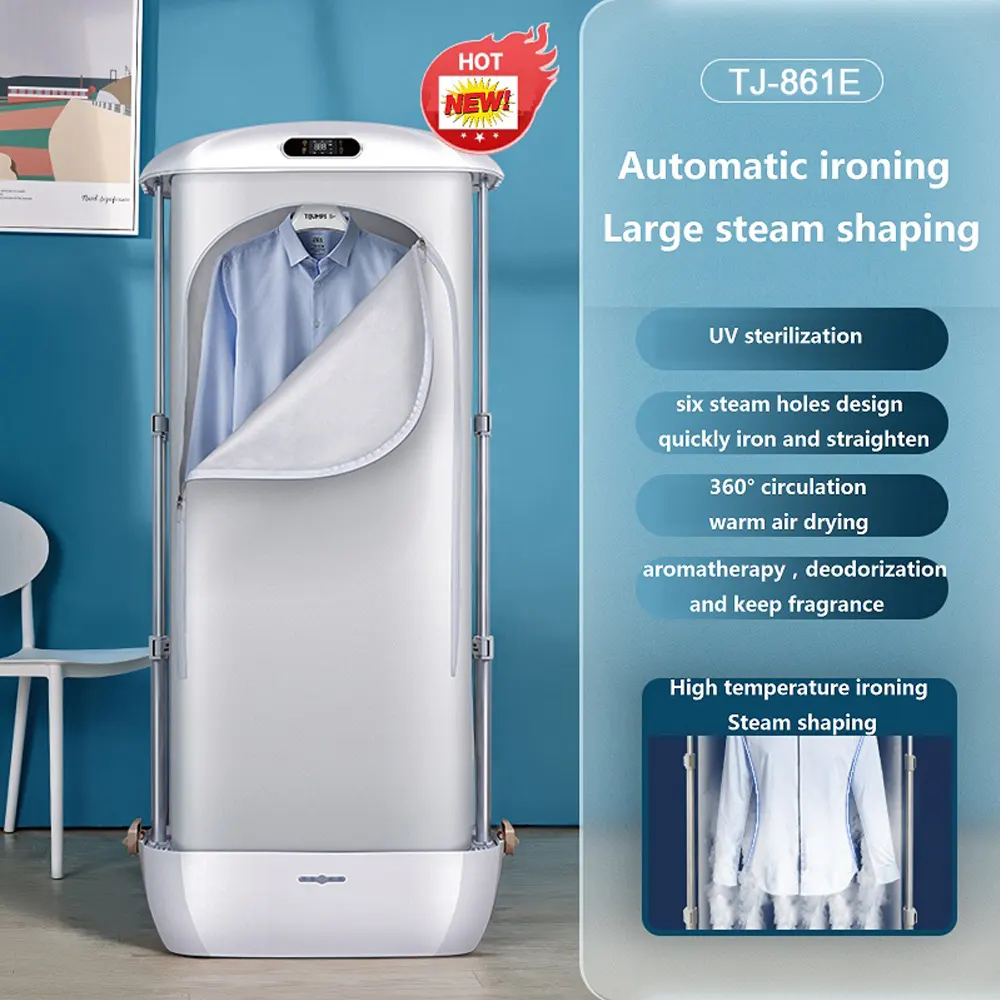 HOT
NEW!
TJ-861E
Automatic ironing
Large steam shaping
UV sterilization
six steam holes design
quickly iron and straighten
360° circulation
warm air drying
aromatherapy , deodorization
and keep fragrance
High temperature ironing
Steam shaping